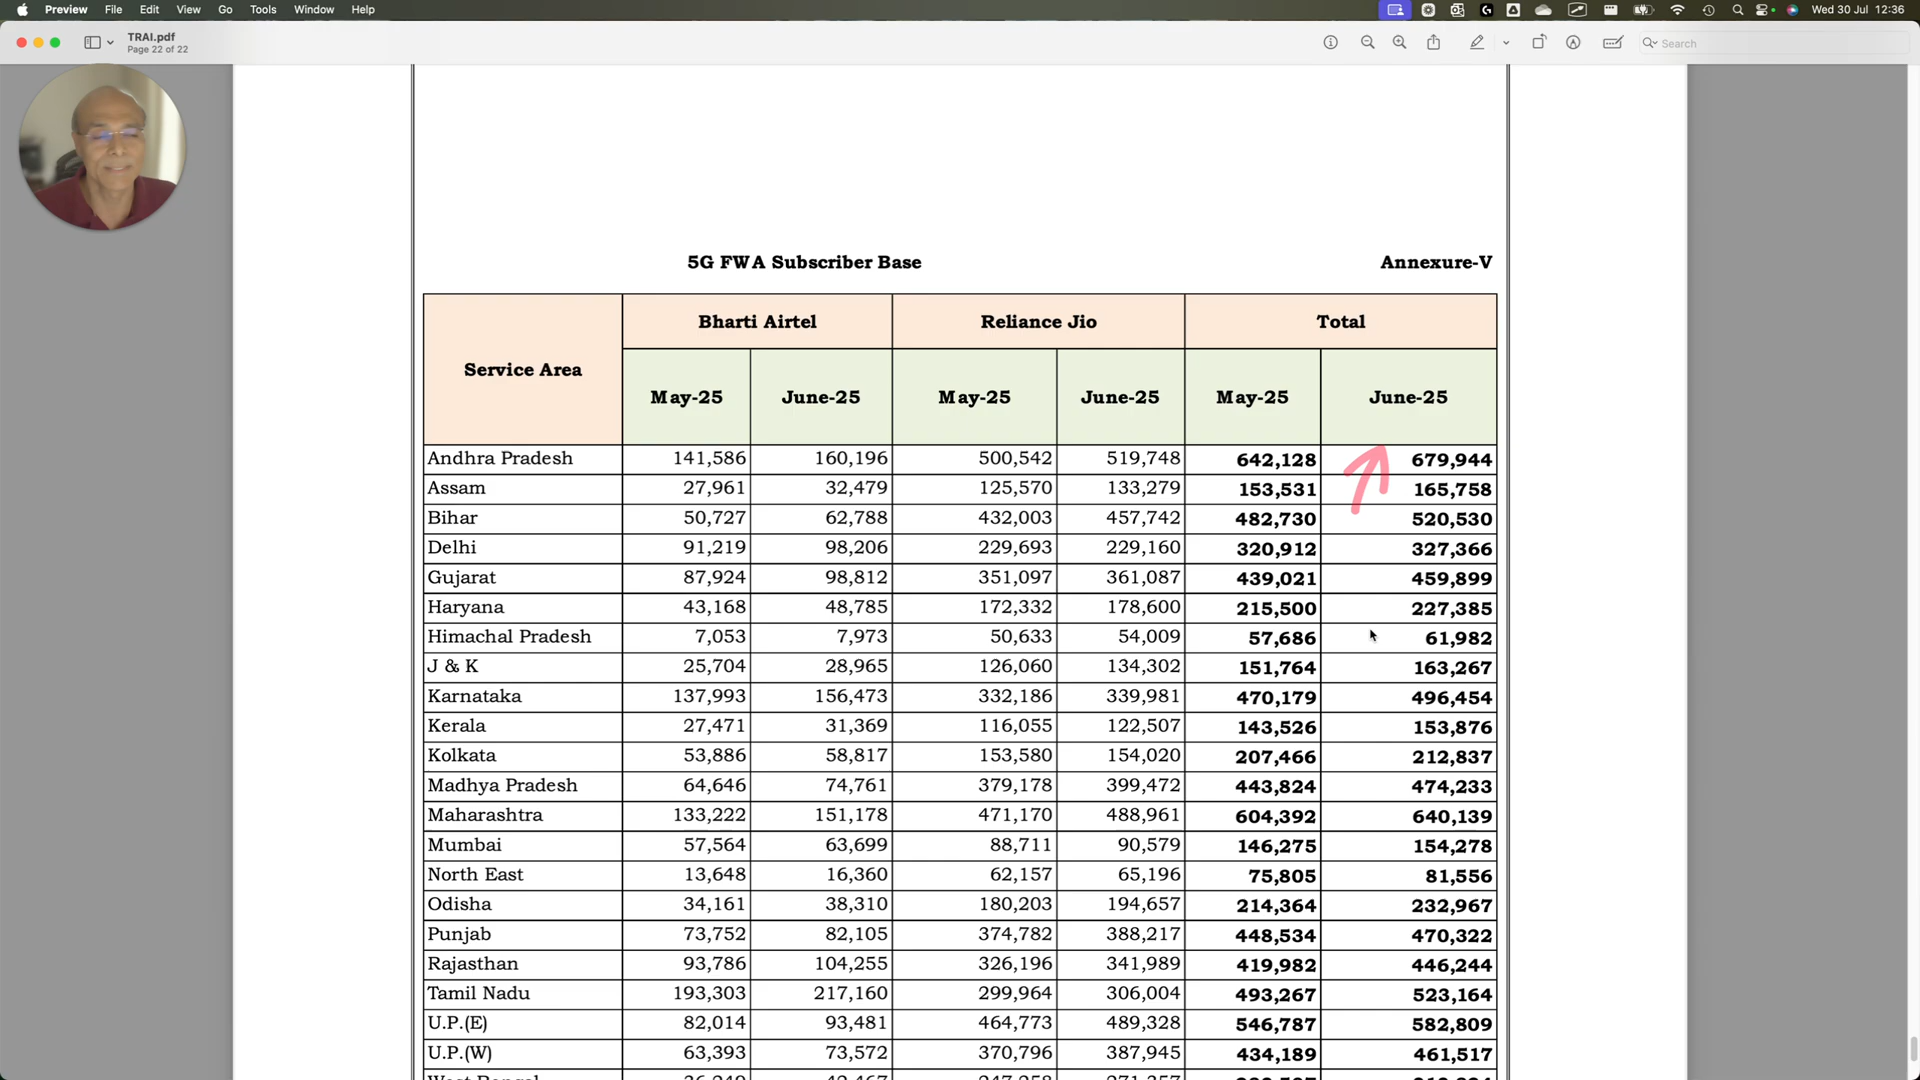 Preview File Edit View Go Tools Window Help Wed 30 Jul 12:36
TRAI.pdf
Page 22 of 22
Search
5G FWA Subscriber Base Annexure-V
Service Area Bharti Airtel Reliance Jio Total
May-25 June-25 May-25 June-25 May-25 June-25
Andhra Pradesh 141,586 160,196 500,542 519,748 642,128 679,944
Assam 27,961 32,479 125,570 133,279 153,531 165,758
Bihar 50,727 62,788 432,003 457,742 482,730 520,530
Delhi 91,219 98,206 229,693 229,160 320,912 327,366
Gujarat 87,924 98,812 351,097 361,087 439,021 459,899
Haryana 43,168 48,785 172,332 178,600 215,500 227,385
Himachal Pradesh 7,053 7,973 50,633 54,009 57,686 61,982
J & K 25,704 28,965 126,060 134,302 151,764 163,267
Karnataka 137,993 156,473 332,186 339,981 470,179 496,454
Kerala 27,471 31,369 116,055 122,507 143,526 153,876
Kolkata 53,886 58,817 153,580 154,020 207,466 212,837
Madhya Pradesh 64,646 74,761 379,178 399,472 443,824 474,233
Maharashtra 133,222 151,178 471,170 488,961 604,392 640,139
Mumbai 57,564 63,699 88,711 90,579 146,275 154,278
North East 13,648 16,360 62,157 65,196 75,805 81,556
Odisha 34,161 38,310 180,203 194,657 214,364 232,967
Punjab 73,752 82,105 374,782 388,217 448,534 470,322
Rajasthan 93,786 104,255 326,196 341,989 419,982 446,244
Tamil Nadu 193,303 217,160 299,964 306,004 493,267 523,164
U.P.(E) 82,014 93,481 464,773 489,328 546,787 582,809
U.P.(W) 63,393 73,572 370,796 387,945 434,189 461,517